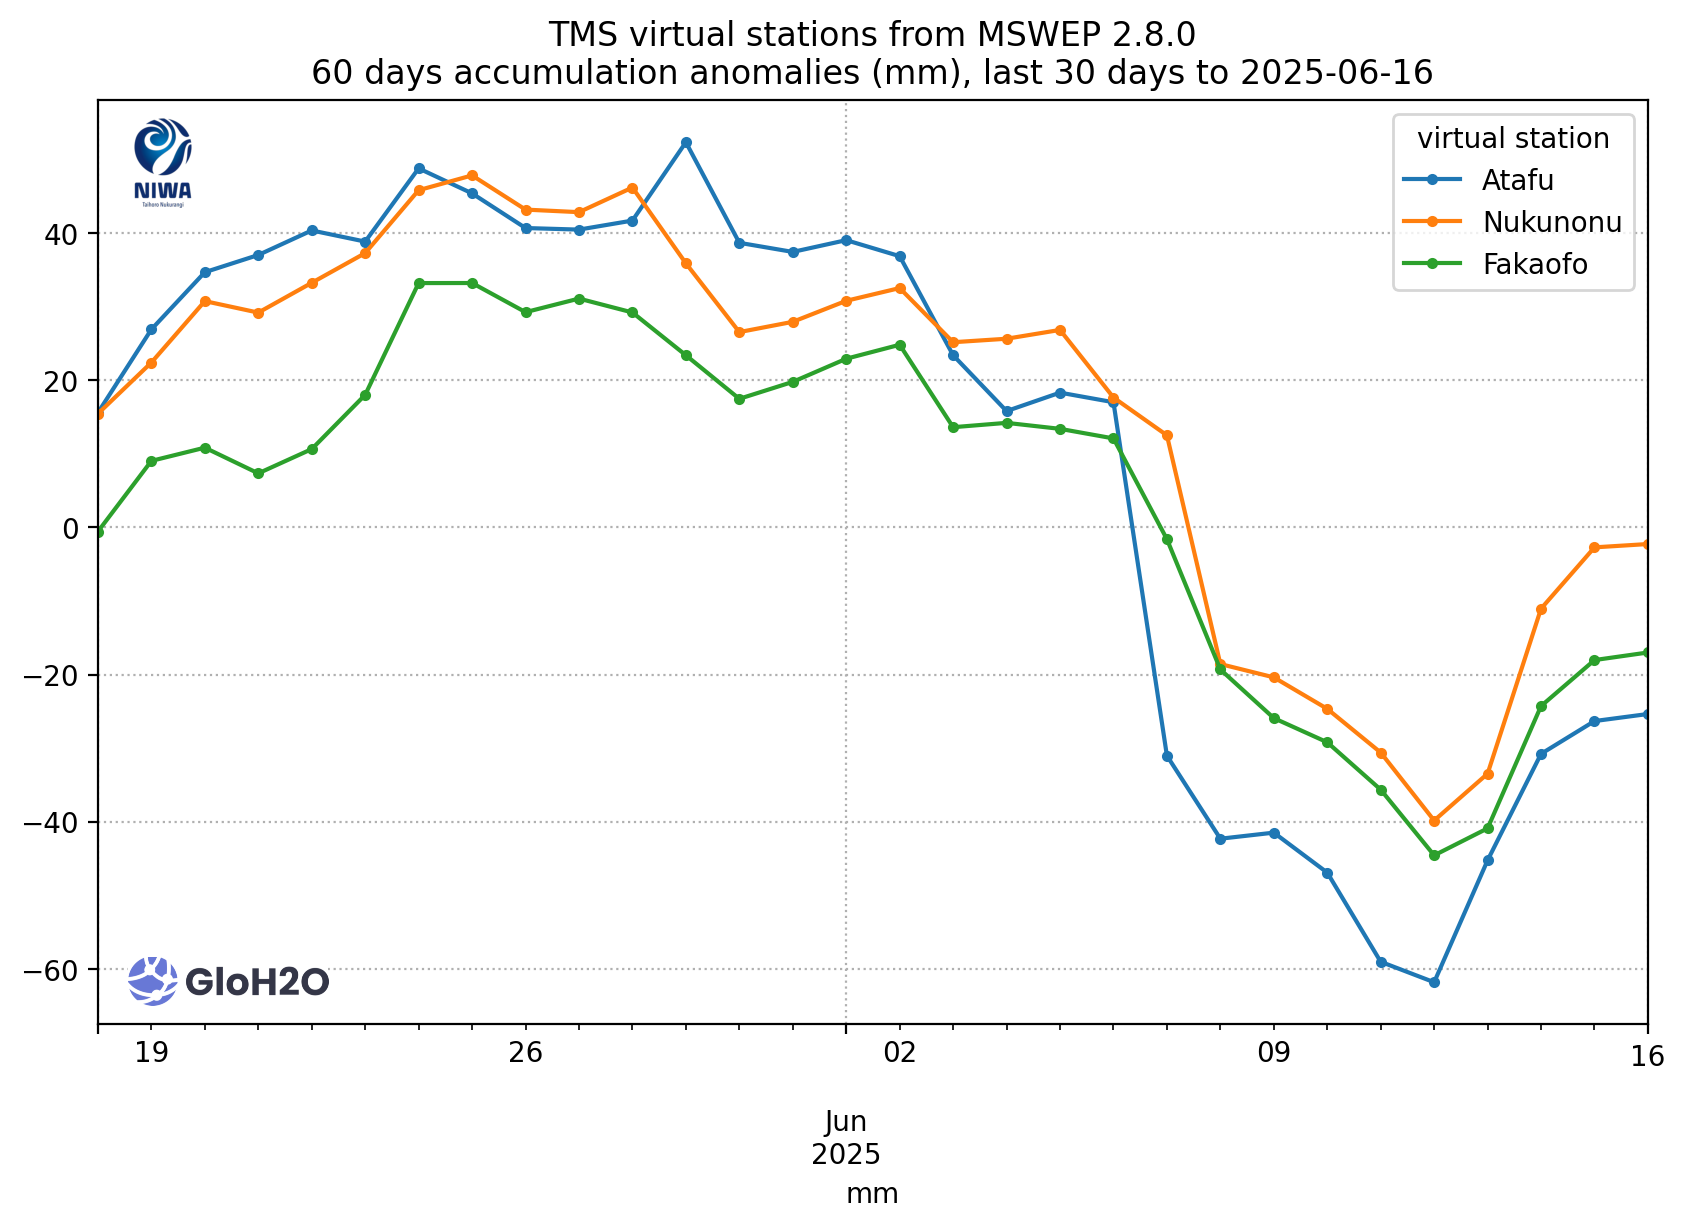 TMS virtual stations from MSWEP 2.8.0
60 days accumulation anomalies (mm), last 30 days to 2025-06-16
NIWA
Taihoro Nukurangi
virtual station
Atafu
Nukunonu
Fakaofo
40
20
0
−20
−40
−60
GloH2O
19
26
02
09
16
Jun
2025
mm